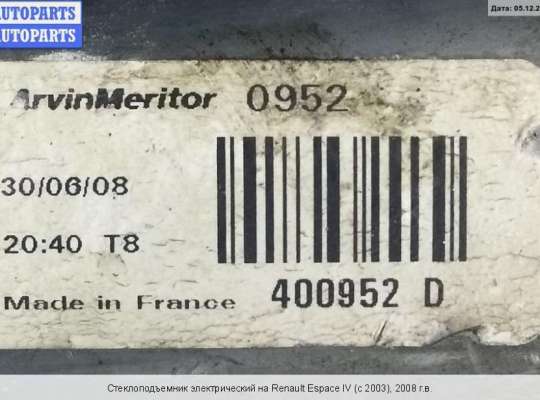 AUTOPARTS
AUTOPARTS
Дата: 05.12.2
ArvinMeritor 0952
30/06/08
20:40 T8
Made in France 400952 D
Стеклоподъемник электрический на Renault Espace IV (с 2003), 2008 г.в.